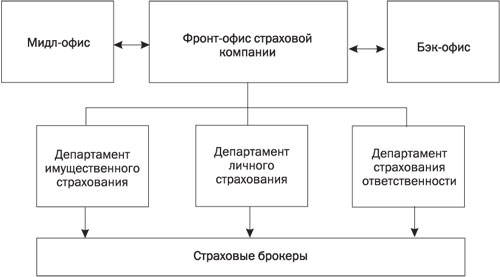 Мидл-офис
Фронт-офис страховой
компании
Бэк-офис
Департамент
имущественного
страхования
Департамент
личного
страхования
Департамент
страхования
ответственности
Страховые брокеры